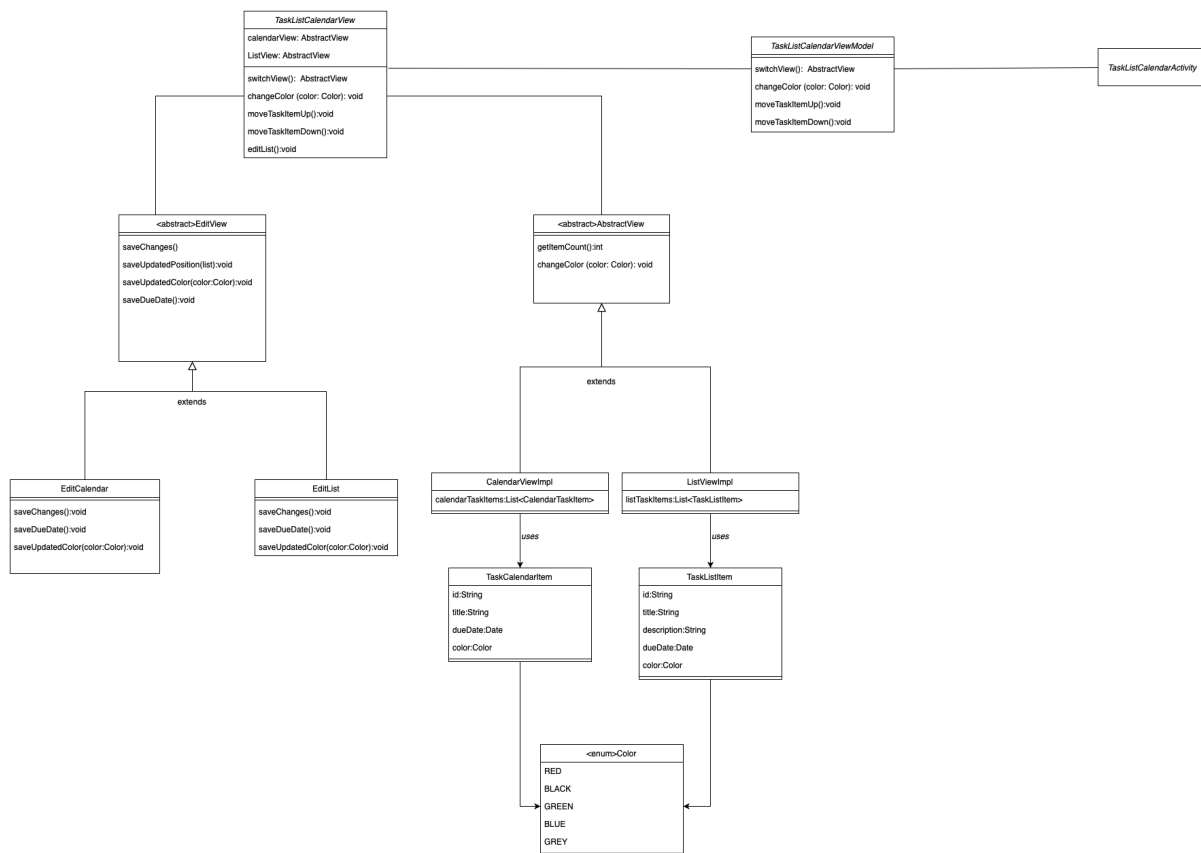 TaskListCalendarView
calendarView: AbstractView
ListView: AbstractView
switchView(): AbstractView
changeColor (color: Color): void
moveTaskItemUp():void
moveTaskItemDown():void
editList():void
TaskListCalendarViewModel
switchView(): AbstractView
changeColor (color: Color): void
moveTaskItemUp():void
moveTaskItemDown():void
TaskListCalendarActivity
<abstract>EditView
saveChanges()
saveUpdatedPosition(list):void
saveUpdatedColor(color:Color):void
saveDueDate():void
<abstract>AbstractView
getItemCount():int
changeColor (color: Color): void
extends
extends
EditCalendar
saveChanges():void
saveDueDate():void
saveUpdatedColor(color:Color):void
EditList
saveChanges():void
saveDueDate():void
saveUpdatedColor(color:Color):void
CalendarViewImpl
calendarTaskItems:List<CalendarTaskItem>
ListViewImpl
listTaskItems:List<TaskListItem>
uses
uses
TaskCalendarItem
id:String
title:String
dueDate:Date
color:Color
TaskListItem
id:String
title:String
description:String
dueDate:Date
color:Color
<enum>Color
RED
BLACK
GREEN
BLUE
GREY